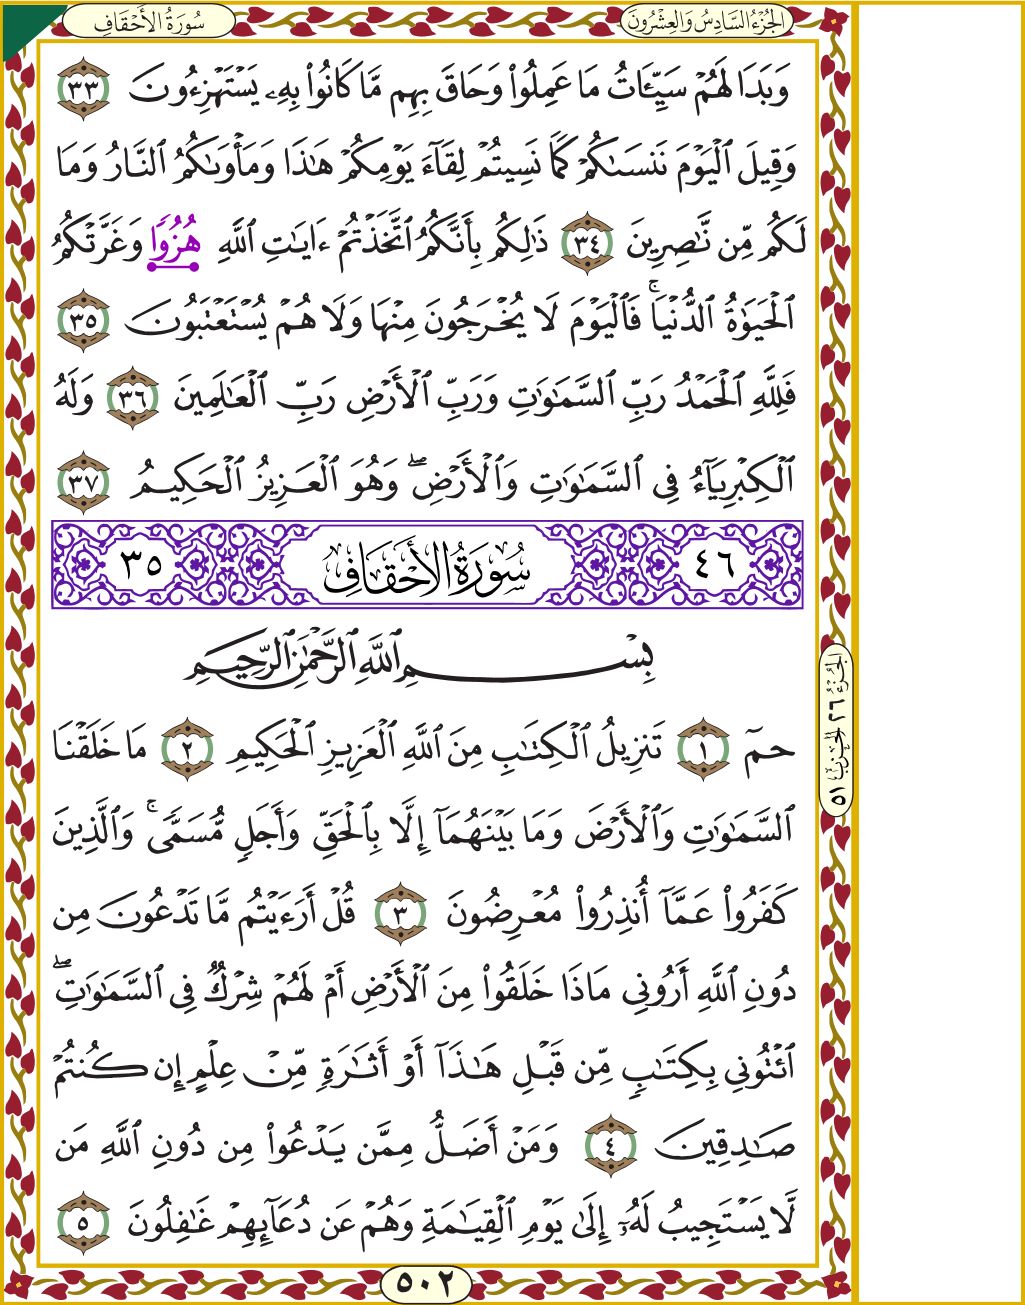 سُورَةُ الأَحْقَافِ
الجُزْءُ السَّادِسُ وَالعِشْرُونَ
وَبَدَا لَهُمْ سَيِّـَٔاتُ مَا عَمِلُوا۟ وَحَاقَ بِهِم مَّا كَانُوا۟ بِهِۦ يَسْتَهْزِءُونَ ٣٣
وَقِيلَ ٱلْيَوْمَ نَنسَىٰكُمْ كَمَا نَسِيتُمْ لِقَآءَ يَوْمِكُمْ هَٰذَا وَمَأْوَىٰكُمُ ٱلنَّارُ وَمَا
لَكُم مِّن نَّٰصِرِينَ ٣٤ ذَٰلِكُم بِأَنَّكُمُ ٱتَّخَذْتُمْ ءَايَٰتِ ٱللَّهِ هُزُوًا وَغَرَّتْكُمُ
ٱلْحَيَوٰةُ ٱلدُّنْيَا ۚ فَٱلْيَوْمَ لَا يُخْرَجُونَ مِنْهَا وَلَا هُمْ يُسْتَعْتَبُونَ ٣٥
فَلِلَّهِ ٱلْحَمْدُ رَبِّ ٱلسَّمَٰوَٰتِ وَرَبِّ ٱلْأَرْضِ رَبِّ ٱلْعَٰلَمِينَ ٣٦ وَلَهُ
ٱلْكِبْرِيَآءُ فِى ٱلسَّمَٰوَٰتِ وَٱلْأَرْضِ ۖ وَهُوَ ٱلْعَزِيزُ ٱلْحَكِيمُ ٣٧
٤٦ سُورَةُ الأَحْقَافِ ٣٥
بِسْمِ ٱللَّهِ ٱلرَّحْمَٰنِ ٱلرَّحِيمِ
حمٓ ١ تَنزِيلُ ٱلْكِتَٰبِ مِنَ ٱللَّهِ ٱلْعَزِيزِ ٱلْحَكِيمِ ٢ مَا خَلَقْنَا
ٱلسَّمَٰوَٰتِ وَٱلْأَرْضَ وَمَا بَيْنَهُمَآ إِلَّا بِٱلْحَقِّ وَأَجَلٍ مُّسَمًّى ۚ وَٱلَّذِينَ
كَفَرُوا۟ عَمَّآ أُنذِرُوا۟ مُعْرِضُونَ ٣ قُلْ أَرَءَيْتُم مَّا تَدْعُونَ مِن
دُونِ ٱللَّهِ أَرُونِى مَاذَا خَلَقُوا۟ مِنَ ٱلْأَرْضِ أَمْ لَهُمْ شِرْكٌ فِى ٱلسَّمَٰوَٰتِ ۖ
ٱئْتُونِى بِكِتَٰبٍ مِّن قَبْلِ هَٰذَآ أَوْ أَثَٰرَةٍ مِّنْ عِلْمٍ إِن كُنتُمْ
صَٰدِقِينَ ٤ وَمَنْ أَضَلُّ مِمَّن يَدْعُوا۟ مِن دُونِ ٱللَّهِ مَن
لَّا يَسْتَجِيبُ لَهُۥٓ إِلَىٰ يَوْمِ ٱلْقِيَٰمَةِ وَهُمْ عَن دُعَآئِهِمْ غَٰفِلُونَ ٥
الجُزْءُ ٢٦ الحِزْبُ ٥١
٥٠٢